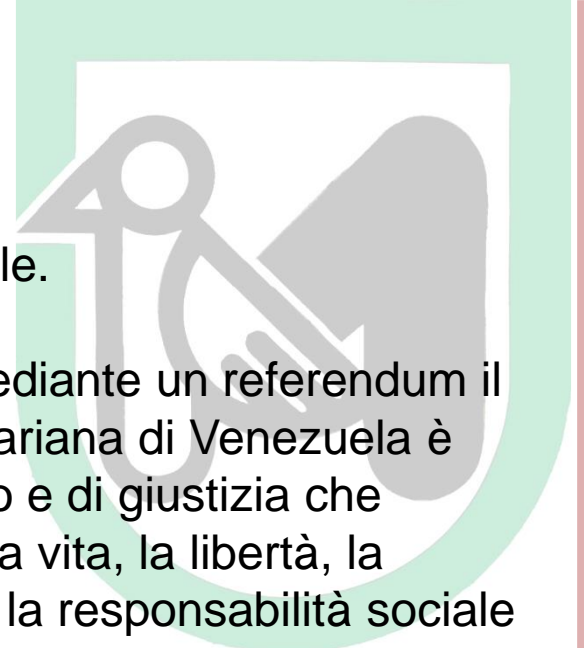 le.
ediante un referendum il
ariana di Venezuela è
o e di giustizia che
a vita, la libertà, la
la responsabilità sociale